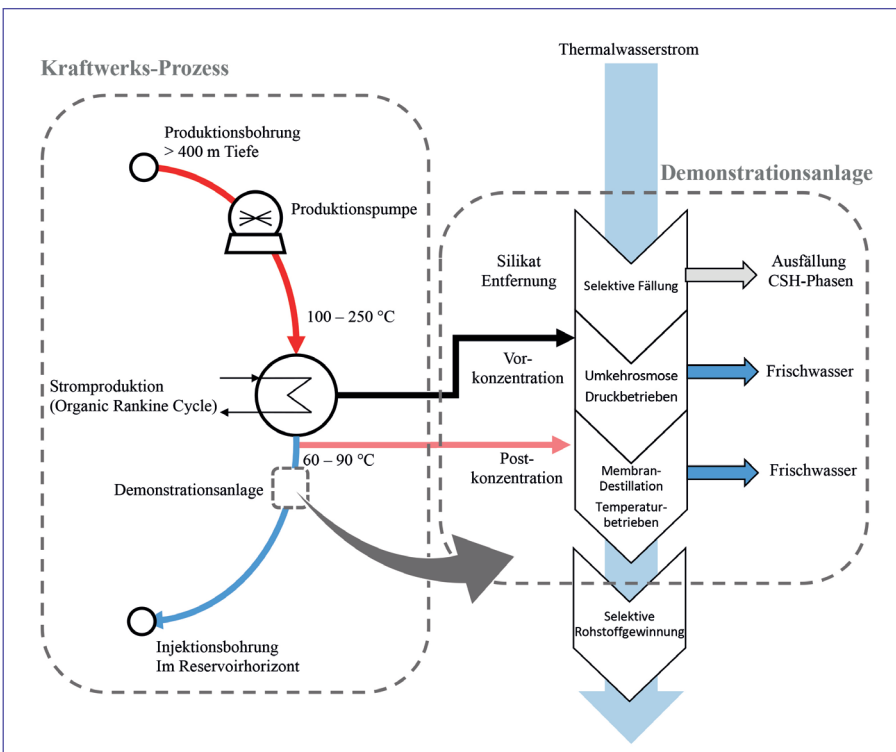 Thermalwasserstrom
Kraftwerks-Prozess
Produktionsbohrung
> 400 m Tiefe
Produktionspumpe
100 – 250 °C
Stromproduktion
(Organic Rankine Cycle)
60 – 90 °C
Demonstrationsanlage
Injektionsbohrung
Im Reservoirhorizont
Demonstrationsanlage
Silikat
Entfernung
Selektive Fällung
Ausfällung
CSH-Phasen
Vor-
konzentration
Umkehrosmose
Druckbetrieben
Frischwasser
Post-
konzentration
Membran-
Destillation
Temperatur-
betrieben
Frischwasser
Selektive
Rohstoffgewinnung